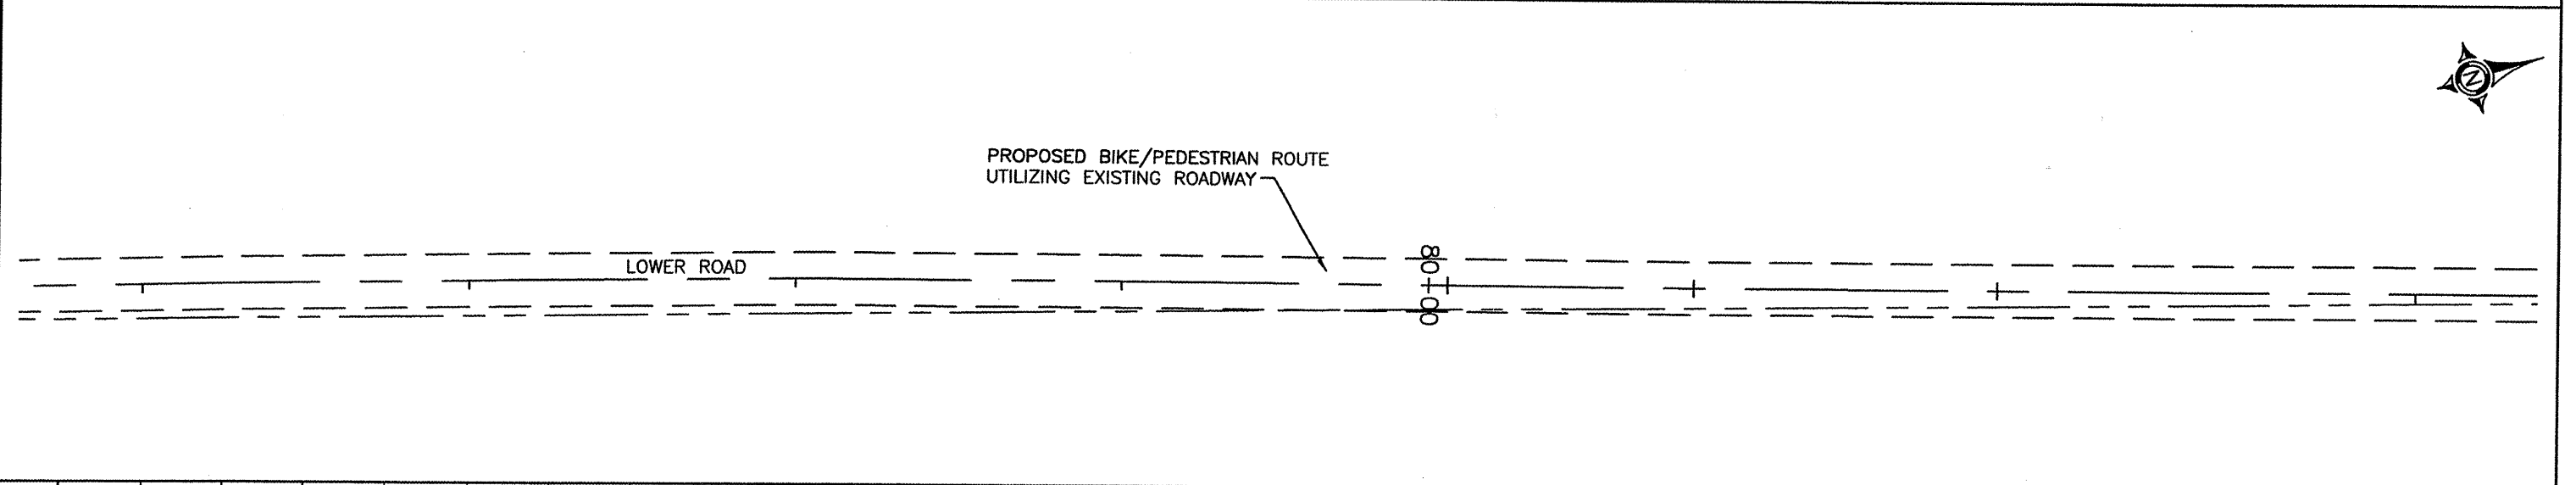 N
PROPOSED BIKE/PEDESTRIAN ROUTE
UTILIZING EXISTING ROADWAY
LOWER ROAD
80+00